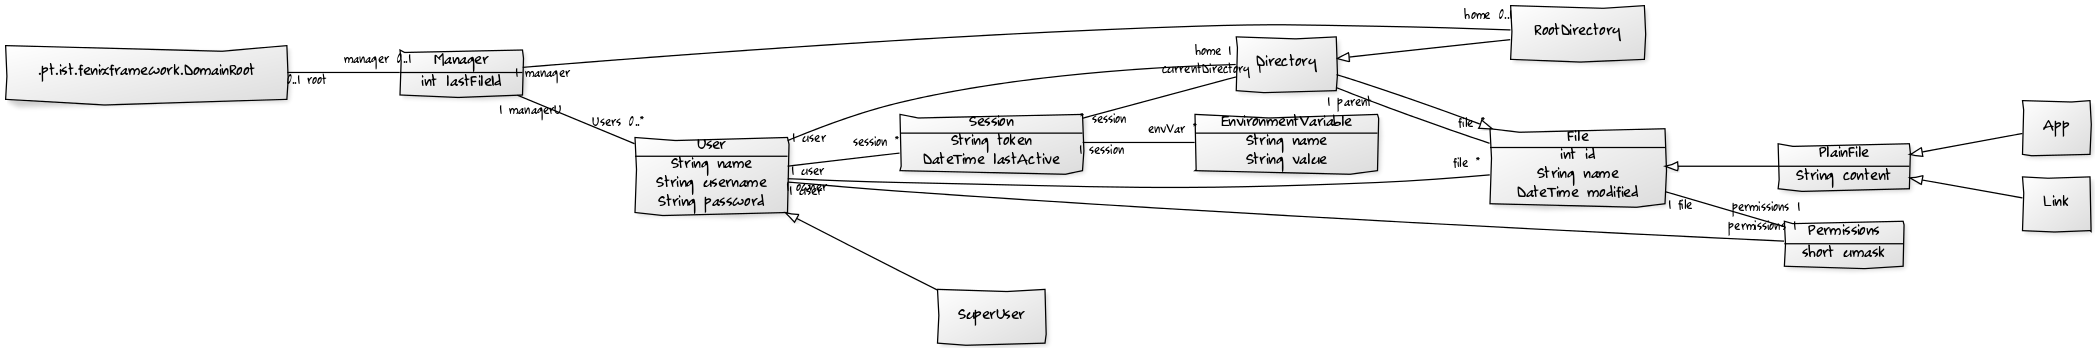 .pt.ist.fenixframework.DomainRoot
0..1 root
manager 0..1
Manager
int lastFileId
1 manager
1 managerU
Users 0..*
User
String name
String username
String password
1 user
1 user
1 owner
1 user
SuperUser
session *
Session
String token
DateTime lastActive
* session
1 session
envVar *
EnvironmentVariable
String name
String value
home 1
currentDirectory
Directory
1 parent
home 0..
RootDirectory
file *
file *
File
int id
String name
DateTime modified
1 file
permissions 1
permissions 1
Permissions
short umask
PlainFile
String content
App
Link